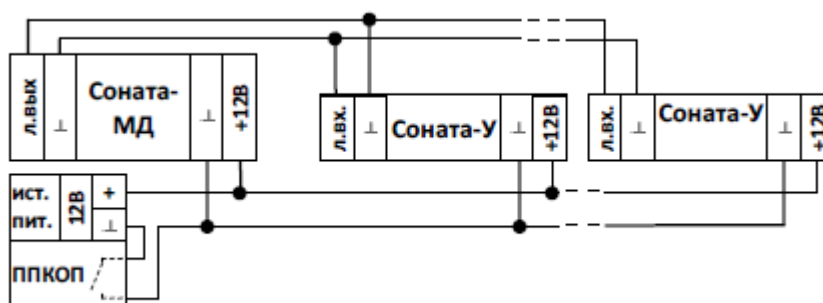 л.вых
⊥
Соната-
МД
⊥
+12В
л.вх.
⊥
Соната-У
⊥
+12В
л.вх.
⊥
Соната-У
⊥
+12В
ист.
пит.
12В
+
⊥
ППКОП